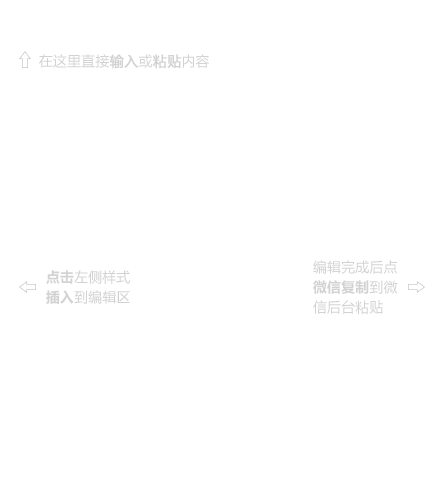 在这里直接输入或粘贴内容
点击左侧样式
插入到编辑区
编辑完成后点
微信复制到微
信后台粘贴